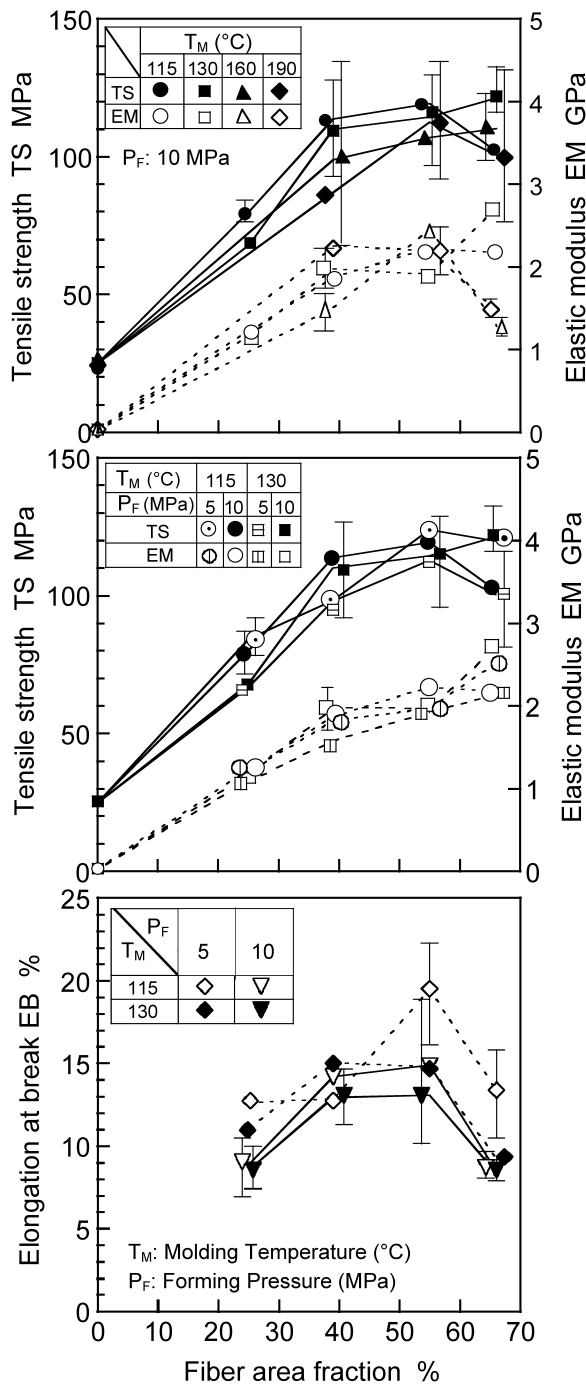 150
100
50
0
5
4
3
2
1
0
Tensile strength TS MPa
Elastic modulus EM GPa
T_M (°C)
115 130 160 190
TS
EM
P_F: 10 MPa
150
100
50
0
5
4
3
2
1
0
Tensile strength TS MPa
Elastic modulus EM GPa
T_M (°C) 115 130
P_F (MPa) 5 10 5 10
TS
EM
25
20
15
10
5
0
Elongation at break EB %
P_F
T_M 5 10
115
130
T_M: Molding Temperature (°C)
P_F: Forming Pressure (MPa)
0 10 20 30 40 50 60 70
Fiber area fraction %